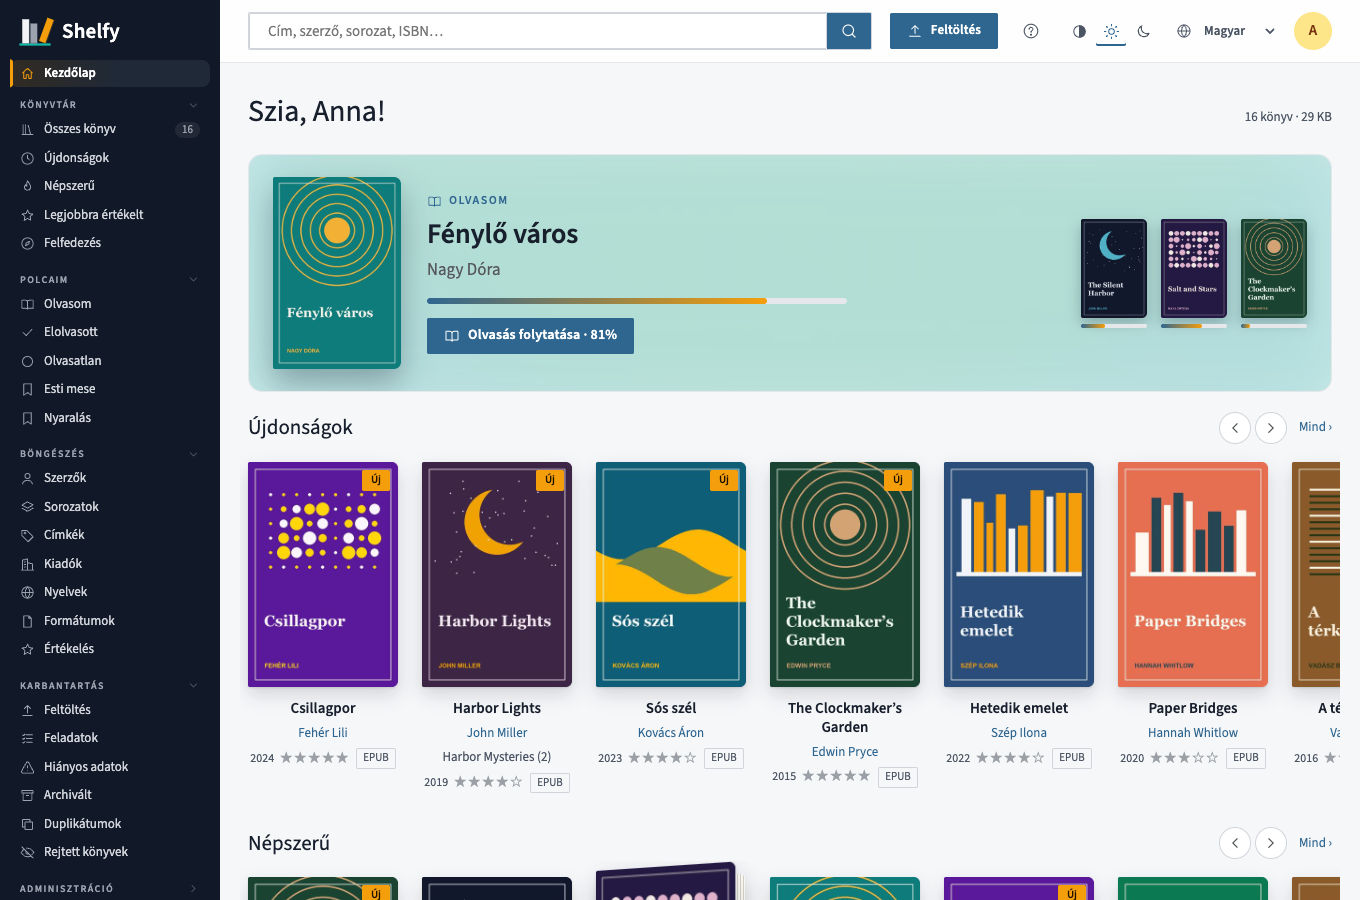 Shelfy
Kezdőlap
KÖNYVTÁR
Összes könyv 16
Újdonságok
Népszerű
Legjobbra értékelt
Felfedezés
POLCAIM
Olvasom
Elolvasott
Olvasatlan
Esti mese
Nyaralás
BÖNGÉSZÉS
Szerzők
Sorozatok
Címkék
Kiadók
Nyelvek
Formátumok
Értékelés
KARBANTARTÁS
Feltöltés
Feladatok
Hiányos adatok
Archivált
Duplikátumok
Rejtett könyvek
ADMINISZTRÁCIÓ
Cím, szerző, sorozat, ISBN…
Feltöltés
Magyar
A
Szia, Anna!
16 könyv · 29 KB
Fénylő város
NAGY DÓRA
OLVASOM
Fénylő város
Nagy Dóra
Olvasás folytatása · 81%
The Silent
Harbor
Salt and Stars
The
Clockmaker's
Garden
Újdonságok
Mind ›
Új
Csillagpor
FEHÉR LILI
Új
Harbor Lights
JOHN MILLER
Új
Sós szél
KOVÁCS ÁRON
Új
The
Clockmaker's
Garden
EDWIN PRYCE
Hetedik
emelet
SZÉP ILONA
Paper Bridges
HANNAH WHITLOW
A
térk
Csillagpor
Fehér Lili
2024 ★★★★★ EPUB
Harbor Lights
John Miller
Harbor Mysteries (2)
2019 ★★★★☆ EPUB
Sós szél
Kovács Áron
2023 ★★★★☆ EPUB
The Clockmaker's
Garden
Edwin Pryce
2015 ★★★★★ EPUB
Hetedik emelet
Szép Ilona
2022 ★★★★☆ EPUB
Paper Bridges
Hannah Whitlow
2020 ★★★☆☆ EPUB
A té
Va
2016
Népszerű
Mind ›
Új
Új